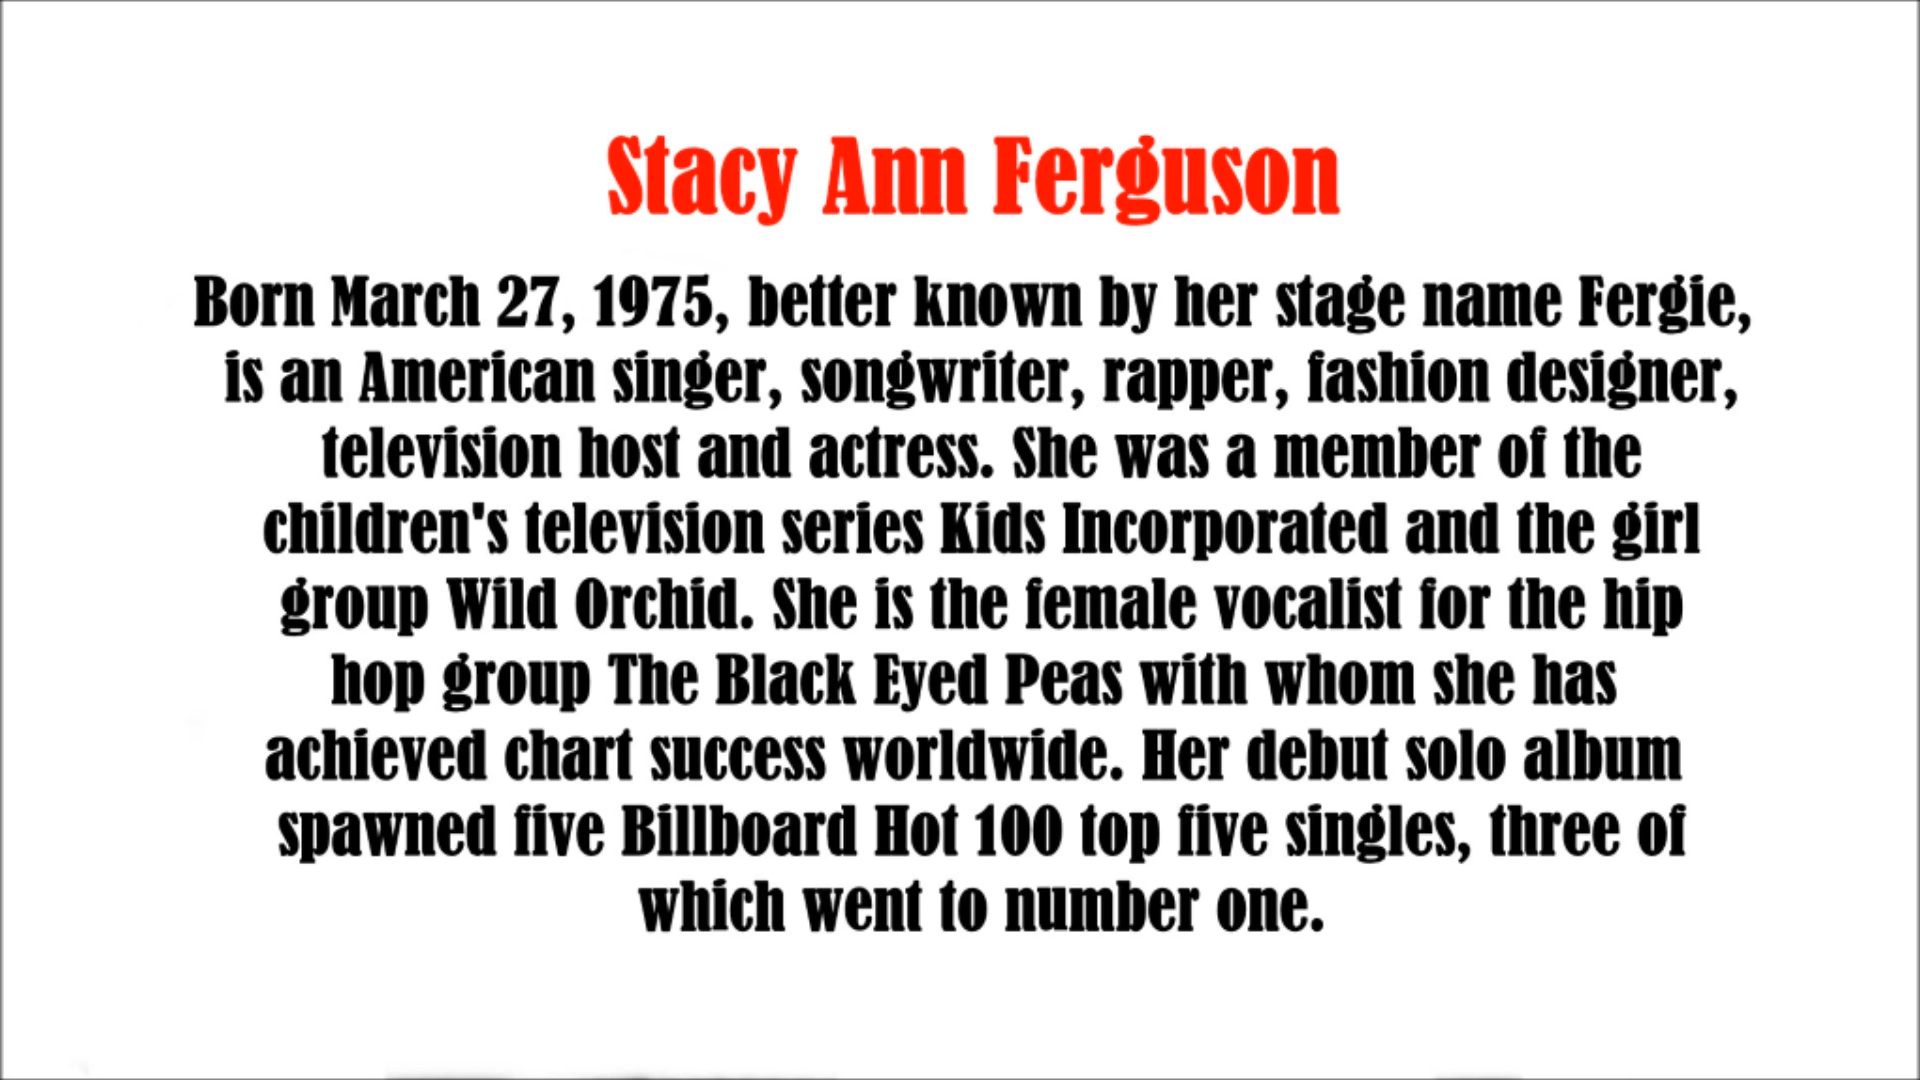 Stacy Ann Ferguson
Born March 27, 1975, better known by her stage name Fergie,
is an American singer, songwriter, rapper, fashion designer,
television host and actress. She was a member of the
children's television series Kids Incorporated and the girl
group Wild Orchid. She is the female vocalist for the hip
hop group The Black Eyed Peas with whom she has
achieved chart success worldwide. Her debut solo album
spawned five Billboard Hot 100 top five singles, three of
which went to number one.